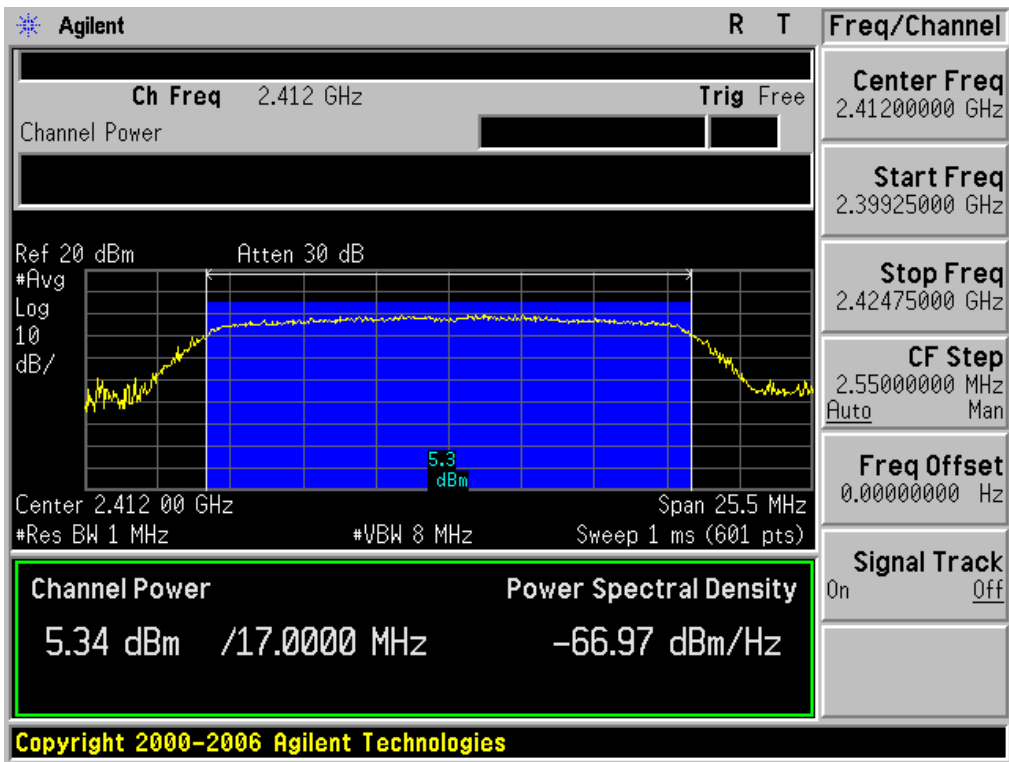 Agilent R T Freq/Channel
Ch Freq 2.412 GHz Trig Free
Channel Power
Center Freq
2.41200000 GHz
Start Freq
2.39925000 GHz
Stop Freq
2.42475000 GHz
CF Step
2.55000000 MHz
Auto Man
Freq Offset
0.00000000 Hz
Signal Track
On Off
Ref 20 dBm Atten 30 dB
#Avg
Log
10
dB/
5.3
dBm
Center 2.412 00 GHz Span 25.5 MHz
#Res BW 1 MHz #VBW 8 MHz Sweep 1 ms (601 pts)
Channel Power Power Spectral Density
5.34 dBm /17.0000 MHz -66.97 dBm/Hz
Copyright 2000-2006 Agilent Technologies